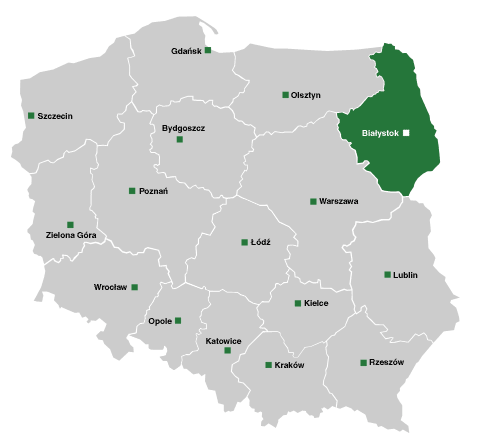 Gdańsk
Olsztyn
Szczecin
Bydgoszcz
Białystok
Poznań
Warszawa
Zielona Góra
Łódź
Lublin
Wrocław
Kielce
Opole
Katowice
Kraków
Rzeszów